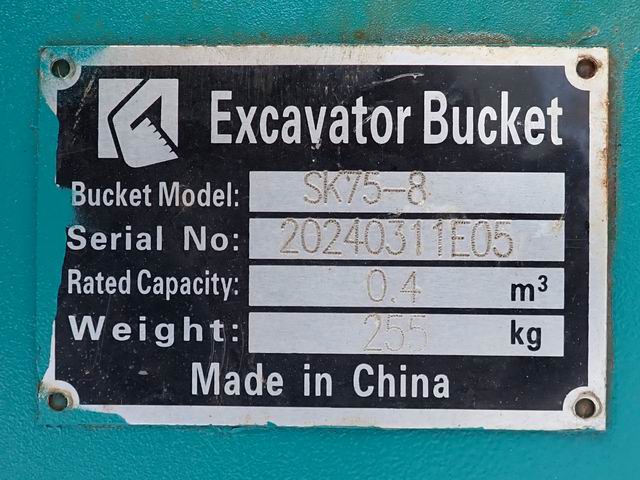 Excavator Bucket
Bucket Model: SK75-8
Serial No: 20240311E05
Rated Capacity: 0.4 m³
Weight: 255 kg
Made in China